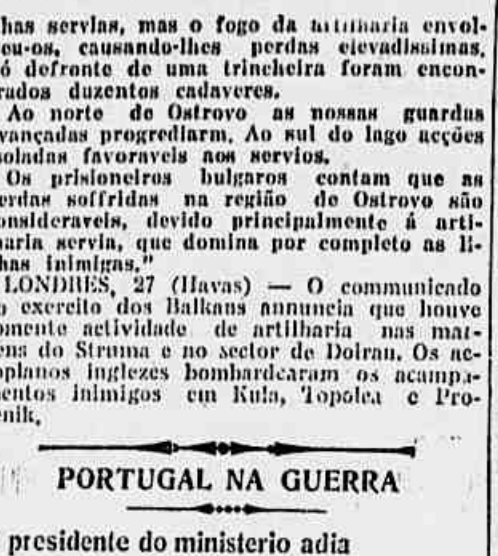 has servias, mas o fogo da artilharia envol-
eu-os, causando-lhes perdas elevadissimas.
ó defronte de uma trincheira foram encon-
rados duzentos cadaveres.
Ao norte de Ostrovo as nossas guardas
vançadas progrediarm. Ao sul do lago acções
soladas favoraveis aos servios.
Os prisioneiros bulgaros contam que as
erdas soffridas na região de Ostrovo são
onsideraveis, devido principalmente á arti-
haria servia, que domina por completo as li-
has inimigas."
LONDRES, 27 (Havas) — O communicado
o exercito dos Balkans annuncia que houve
omente actividade de artilharia nas mar-
ens do Struma e no sector de Doiran. Os ae-
oplanos inglezes bombardearam os acampa-
entos inimigos em Kula, Topolea e Pro-
enik.
PORTUGAL NA GUERRA
presidente do ministerio adia